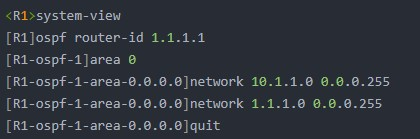 <R1>system-view
[R1]ospf router-id 1.1.1.1
[R1-ospf-1]area 0
[R1-ospf-1-area-0.0.0.0]network 10.1.1.0 0.0.0.255
[R1-ospf-1-area-0.0.0.0]network 1.1.1.0 0.0.0.255
[R1-ospf-1-area-0.0.0.0]quit